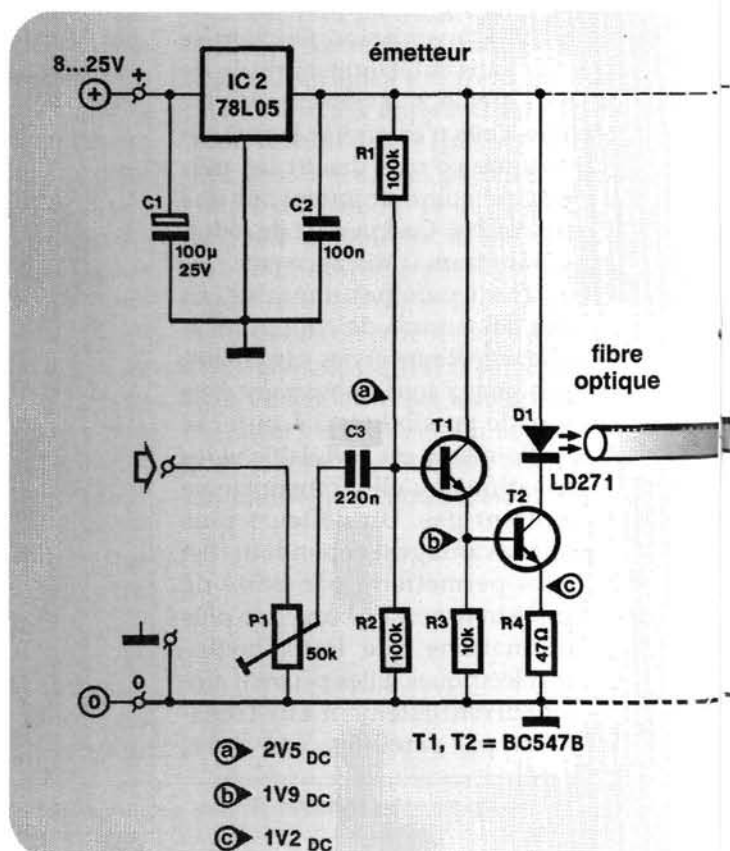 émetteur
8...25V
+
+
IC 2
78L05
R1
100k
C1
100µ
25V
C2
100n
fibre
optique
a
T1
D1
C3
220n
LD271
T2
b
c
P1
50k
R2
100k
R3
10k
R4
47Ω
0
0
T1, T2 = BC547B
a 2V5 DC
b 1V9 DC
c 1V2 DC